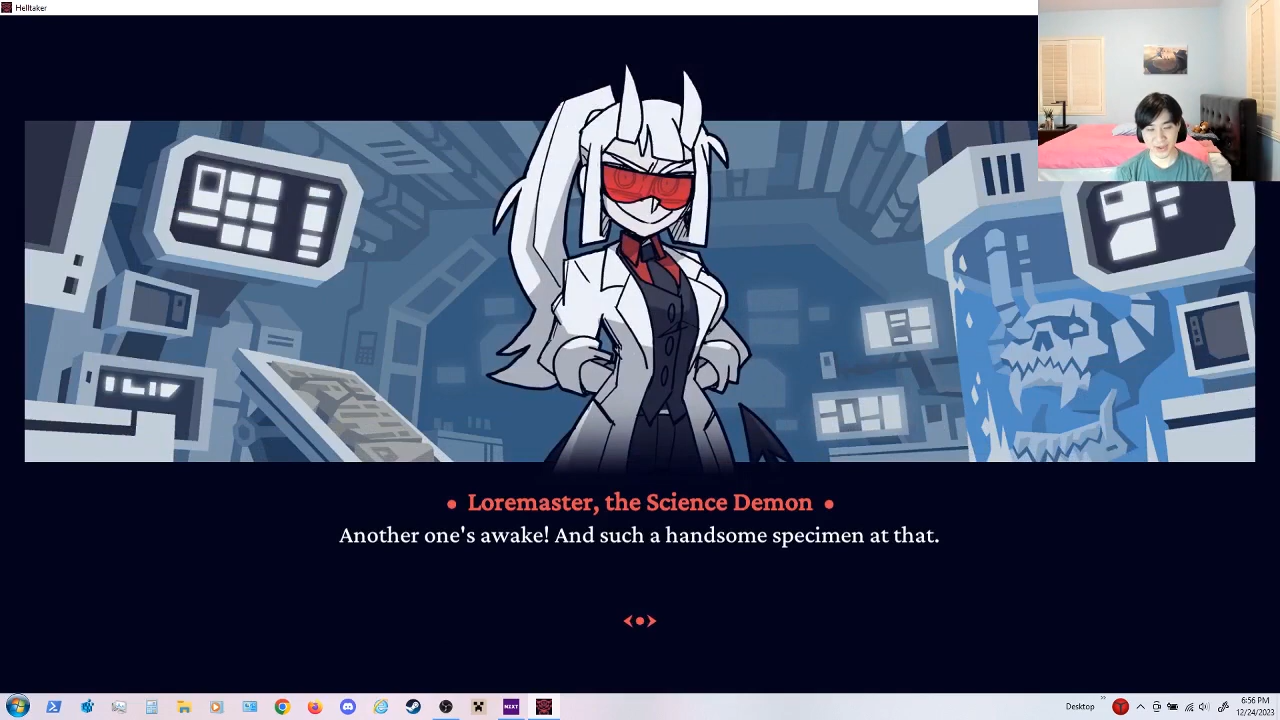 Helltaker
• Loremaster, the Science Demon •
Another one's awake! And such a handsome specimen at that.
NEXT
Desktop
6:56 PM
12/24/2023